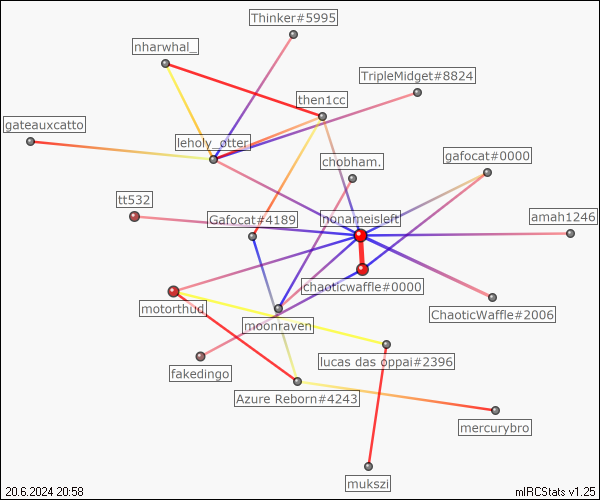 Thinker#5995
nharwhal_
TripleMidget#8824
then1cc
gateauxcatto
leholy_otter
chobham.
gafocat#0000
tt532
Gafocat#4189
nonameisleft
amah1246
chaoticwaffle#0000
motorthud
ChaoticWaffle#2006
moonraven
lucas das oppai#2396
fakedingo
Azure Reborn#4243
mercurybro
mukszi
20.6.2024 20:58
mIRCStats v1.25